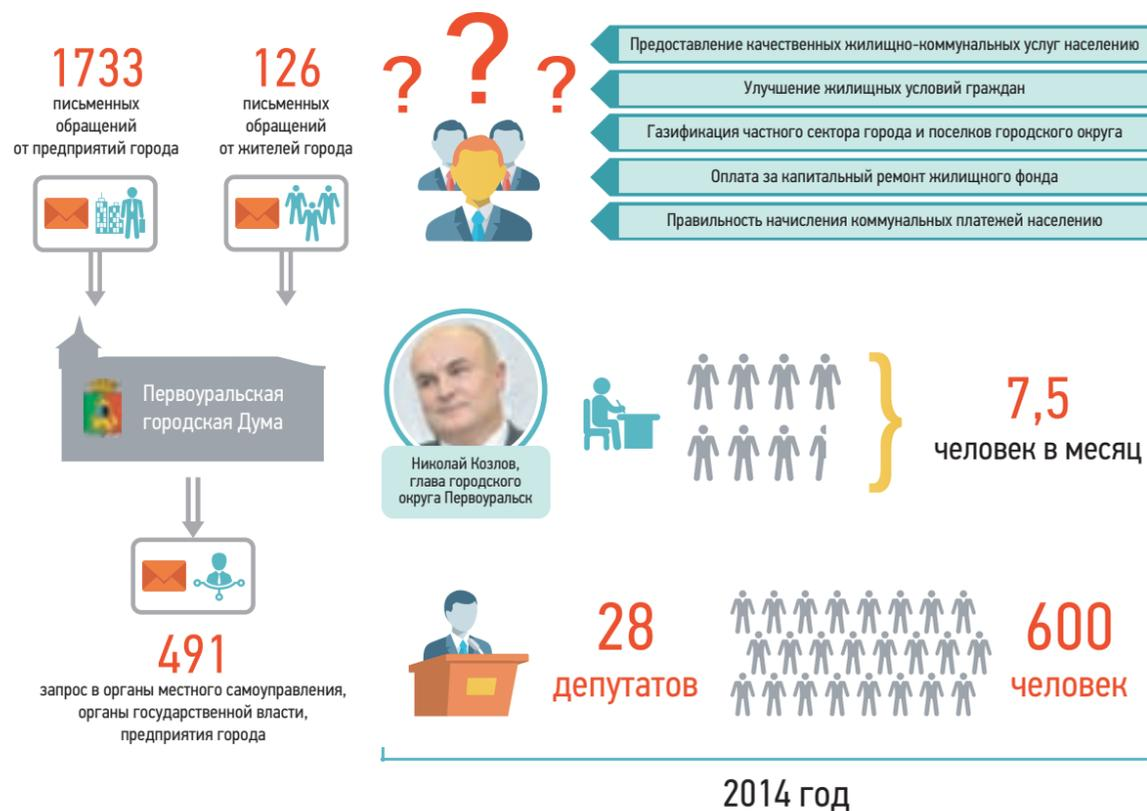 1733
письменных
обращений
от предприятий города
126
письменных
обращений
от жителей города
? ? ?
Предоставление качественных жилищно-коммунальных услуг населению
Улучшение жилищных условий граждан
Газификация частного сектора города и поселков городского округа
Оплата за капитальный ремонт жилищного фонда
Правильность начисления коммунальных платежей населению
Первоуральская
городская Дума
Николай Козлов,
глава городского
округа Первоуральск
7,5
человек в месяц
491
запрос в органы местного самоуправления,
органы государственной власти,
предприятия города
28
депутатов
600
человек
2014 год